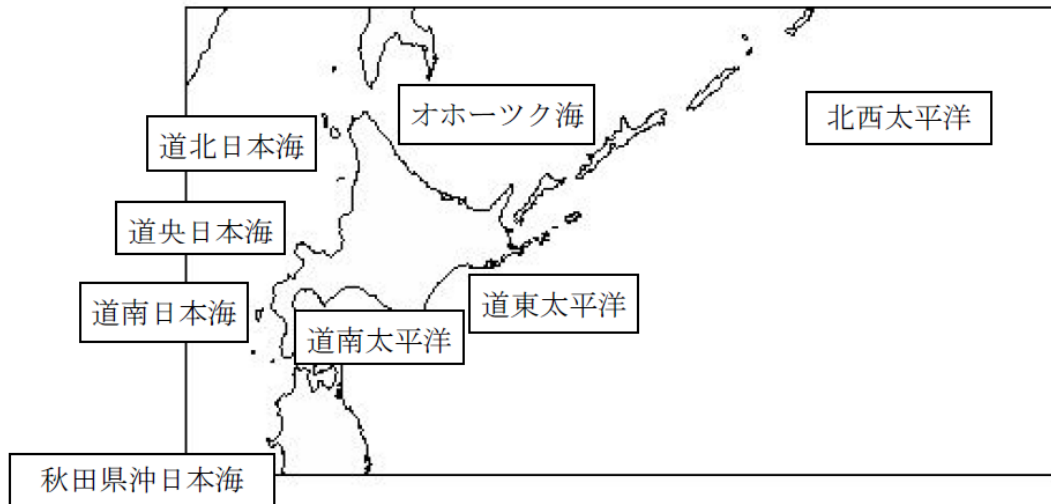 オホーツク海
北西太平洋
道北日本海
道央日本海
道南日本海
道東太平洋
道南太平洋
秋田県沖日本海